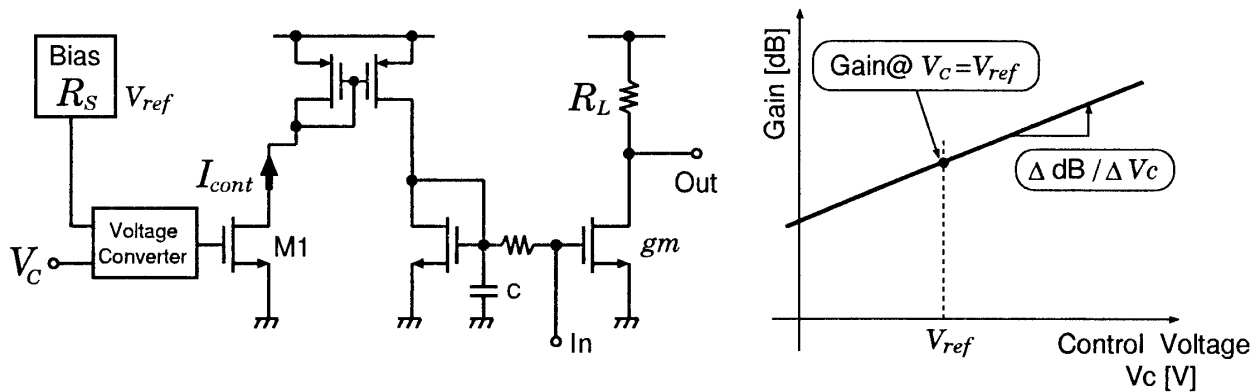 Bias
R_S
V_ref
I_cont
Voltage
Converter
V_C
M1
C
In
R_L
Out
gm
Gain [dB]
Gain@ V_C=V_ref
Δ dB / Δ Vc
V_ref
Control Voltage
Vc [V]